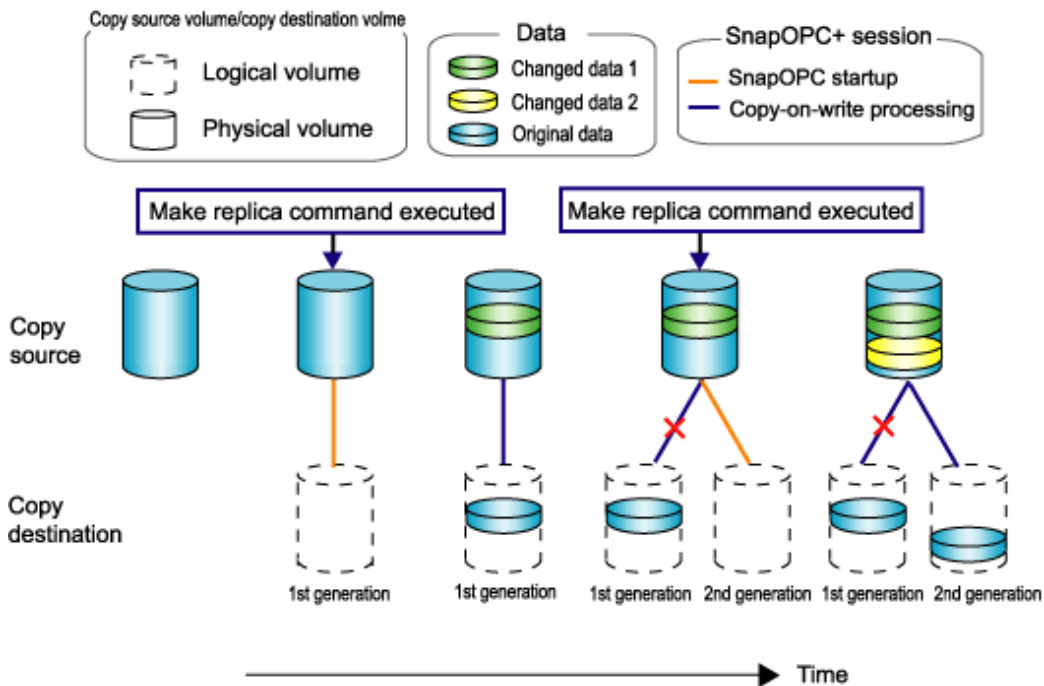 Copy source volume/copy destination volme
Logical volume
Physical volume
Data
Changed data 1
Changed data 2
Original data
SnapOPC+ session
SnapOPC startup
Copy-on-write processing
Make replica command executed
Make replica command executed
Copy
source
Copy
destination
1st generation
1st generation
1st generation
2nd generation
1st generation
2nd generation
Time